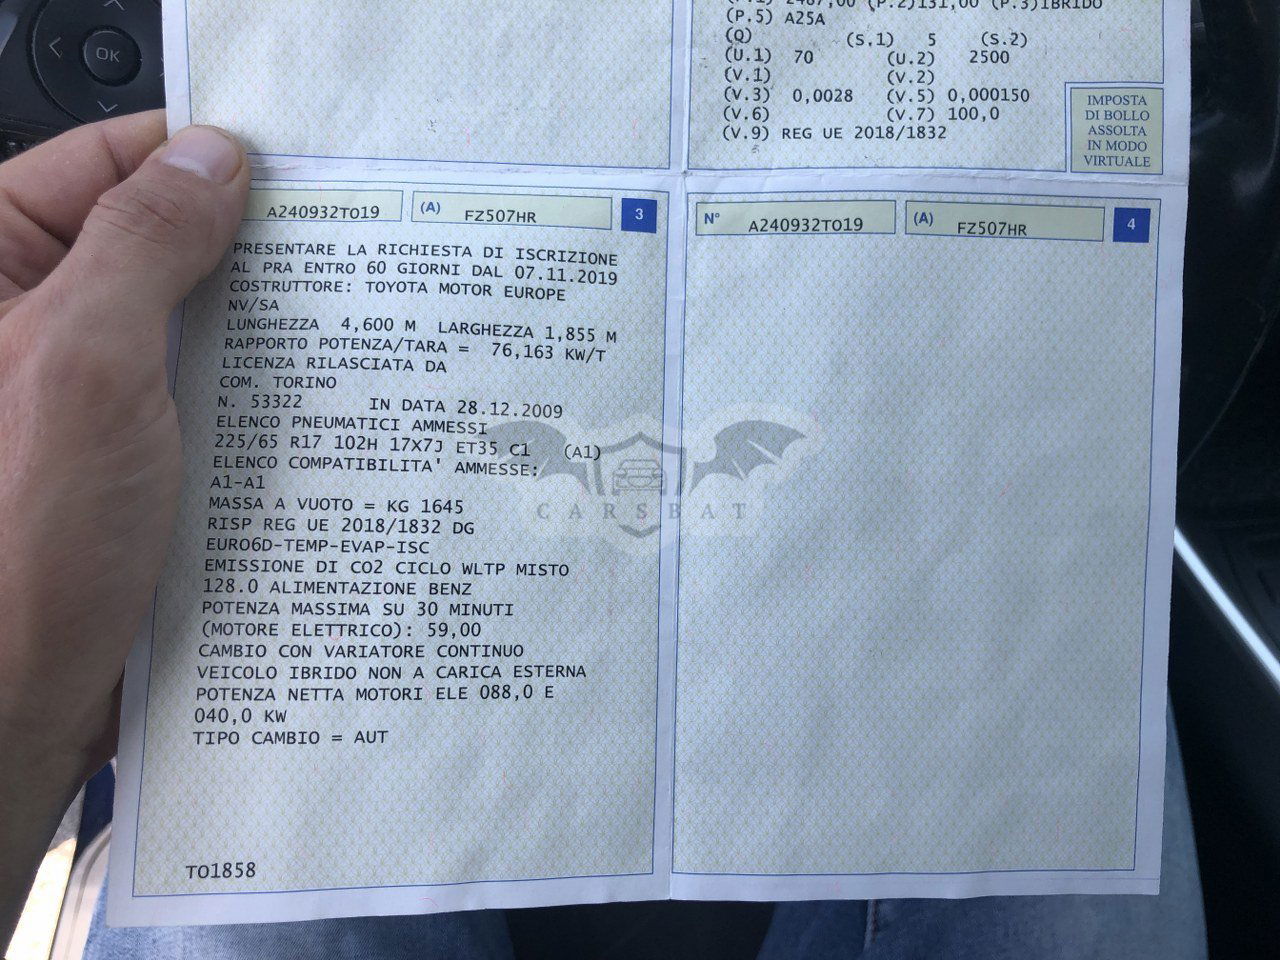 OK
(P.2)131,00 (P.3)IBRIDO
(P.5) A25A
(Q) (S.1) 5 (S.2)
(U.1) 70 (U.2) 2500
(V.1) (V.2)
(V.3) 0,0028 (V.5) 0,000150
(V.6) (V.7) 100,0
(V.9) REG UE 2018/1832
IMPOSTA
DI BOLLO
ASSOLTA
IN MODO
VIRTUALE
A240932TO19 (A) FZ507HR 3
PRESENTARE LA RICHIESTA DI ISCRIZIONE
AL PRA ENTRO 60 GIORNI DAL 07.11.2019
COSTRUTTORE: TOYOTA MOTOR EUROPE
NV/SA
LUNGHEZZA 4,600 M LARGHEZZA 1,855 M
RAPPORTO POTENZA/TARA = 76,163 KW/T
LICENZA RILASCIATA DA
COM. TORINO
N. 53322 IN DATA 28.12.2009
ELENCO PNEUMATICI AMMESSI
225/65 R17 102H 17X7J ET35 C1 (A1)
ELENCO COMPATIBILITA' AMMESSE:
A1-A1
MASSA A VUOTO = KG 1645
RISP REG UE 2018/1832 DG
EURO6D-TEMP-EVAP-ISC
EMISSIONE DI CO2 CICLO WLTP MISTO
128.0 ALIMENTAZIONE BENZ
POTENZA MASSIMA SU 30 MINUTI
(MOTORE ELETTRICO): 59,00
CAMBIO CON VARIATORE CONTINUO
VEICOLO IBRIDO NON A CARICA ESTERNA
POTENZA NETTA MOTORI ELE 088,0 E
040,0 KW
TIPO CAMBIO = AUT
TO1858
N° A240932TO19 (A) FZ507HR 4
CARSBAT